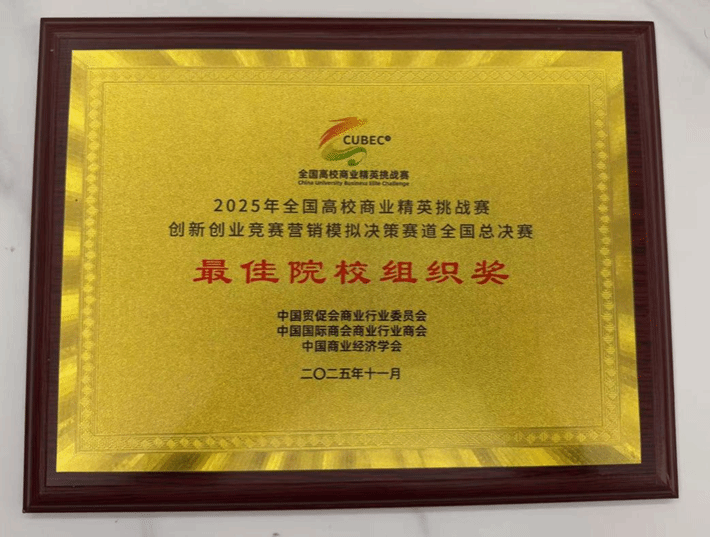 CUBEC
全国高校商业精英挑战赛
China University Business Elite Challenge
2025年全国高校商业精英挑战赛
创新创业竞赛营销模拟决策赛道全国总决赛
最佳院校组织奖
中国贸促会商业行业委员会
中国国际商会商业行业商会
中国商业经济学会
二〇二五年十一月